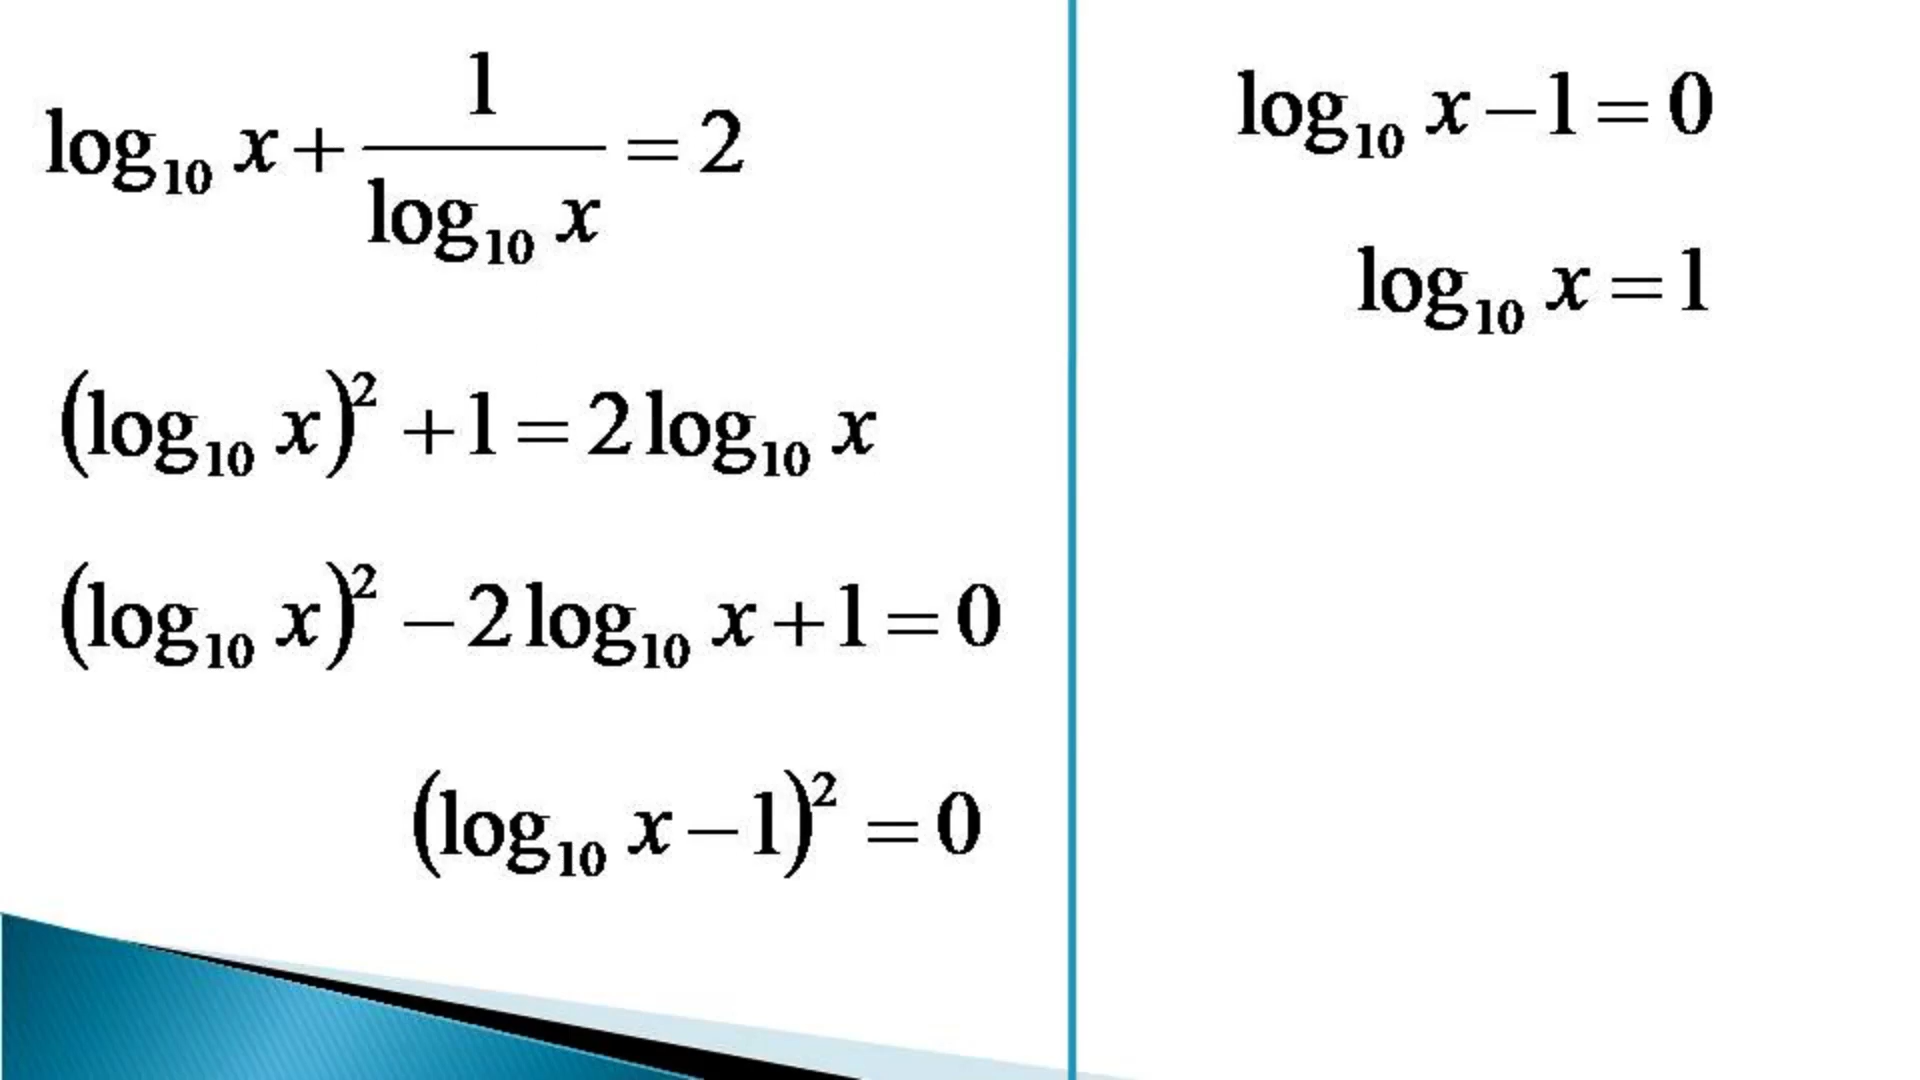 log₁₀ x + 1/(log₁₀ x) = 2
(log₁₀ x)² + 1 = 2 log₁₀ x
(log₁₀ x)² − 2 log₁₀ x + 1 = 0
(log₁₀ x − 1)² = 0
log₁₀ x − 1 = 0
log₁₀ x = 1